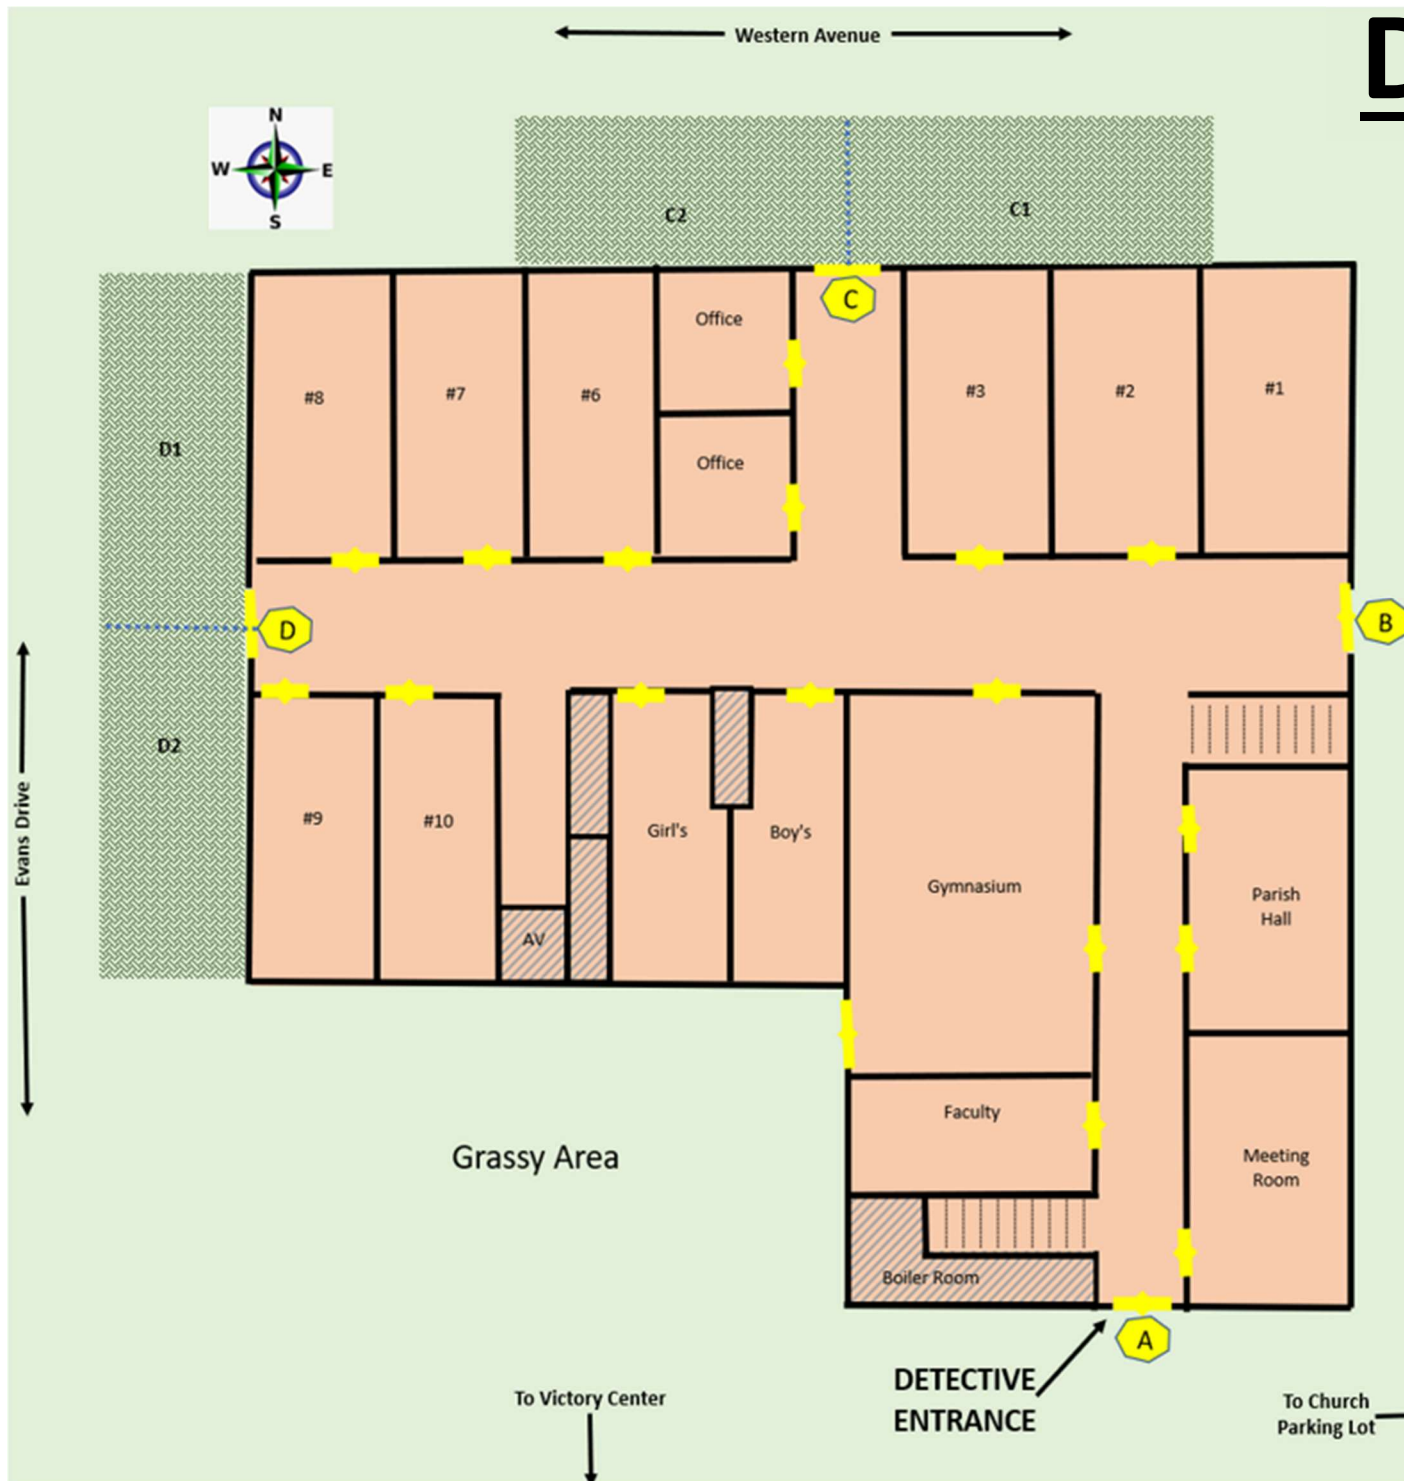 Western Avenue
D
N
W E
S
C2
C1
C
Office
#8
#7
#6
#3
#2
#1
D1
Office
D
B
D2
Evans Drive
#9
#10
Girl's
Boy's
Gymnasium
Parish
Hall
AV
Faculty
Grassy Area
Meeting
Room
Boiler Room
A
DETECTIVE
ENTRANCE
To Victory Center
To Church
Parking Lot